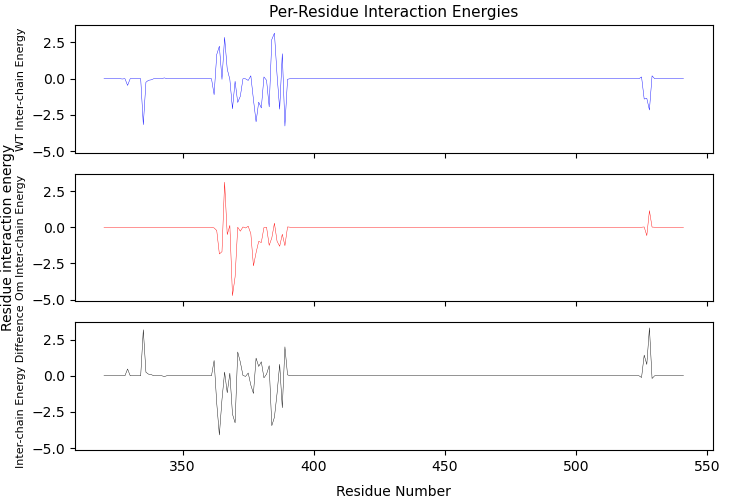 Per-Residue Interaction Energies
Residue interaction energy
WT Inter-chain Energy
2.5
0.0
−2.5
−5.0
Om Inter-chain Energy
2.5
0.0
−2.5
−5.0
Inter-chain Energy Difference
2.5
0.0
−2.5
−5.0
350
400
450
500
550
Residue Number